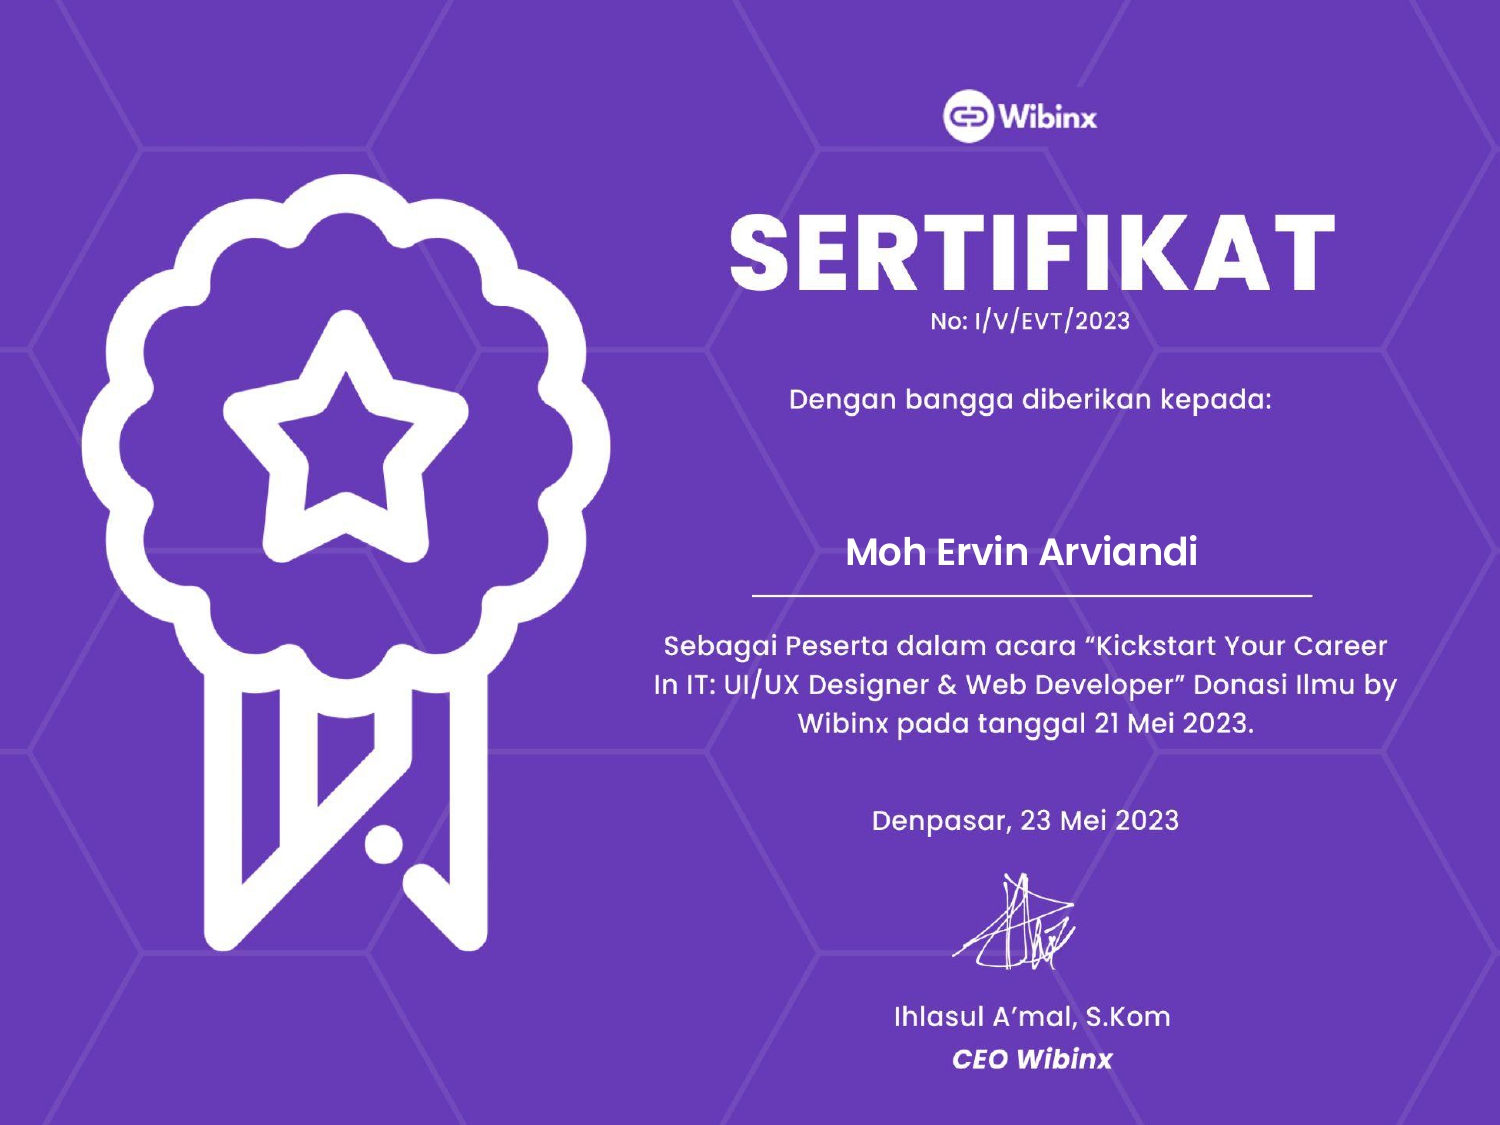 Wibinx
SERTIFIKAT
No: I/V/EVT/2023
Dengan bangga diberikan kepada:
Moh Ervin Arviandi
Sebagai Peserta dalam acara “Kickstart Your Career
In IT: UI/UX Designer & Web Developer” Donasi Ilmu by
Wibinx pada tanggal 21 Mei 2023.
Denpasar, 23 Mei 2023
Ihlasul A’mal, S.Kom
CEO Wibinx